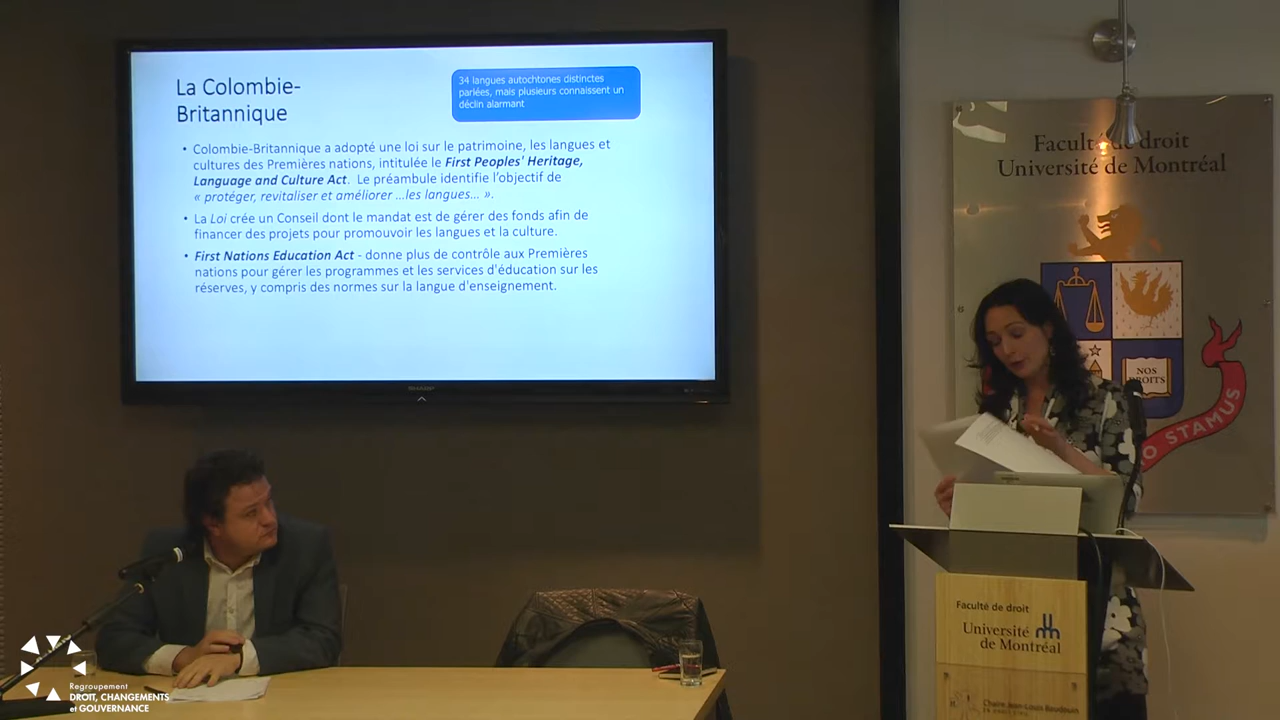 La Colombie-
Britannique
34 langues autochtones distinctes
parlées, mais plusieurs connaissent un
déclin alarmant
• Colombie-Britannique a adopté une loi sur le patrimoine, les langues et
cultures des Premières nations, intitulée le First Peoples' Heritage,
Language and Culture Act. Le préambule identifie l'objectif de
« protéger, revitaliser et améliorer ...les langues... ».
• La Loi crée un Conseil dont le mandat est de gérer des fonds afin de
financer des projets pour promouvoir les langues et la culture.
• First Nations Education Act - donne plus de contrôle aux Premières
nations pour gérer les programmes et les services d'éducation sur les
réserves, y compris des normes sur la langue d'enseignement.
SHARP
Faculté de droit
Université de Montréal
NOS
DROITS
STAMUS
Faculté de droit
Université
de Montréal
Chaire Jean-Louis Baudouin
Regroupement
DROIT, CHANGEMENTS
et GOUVERNANCE